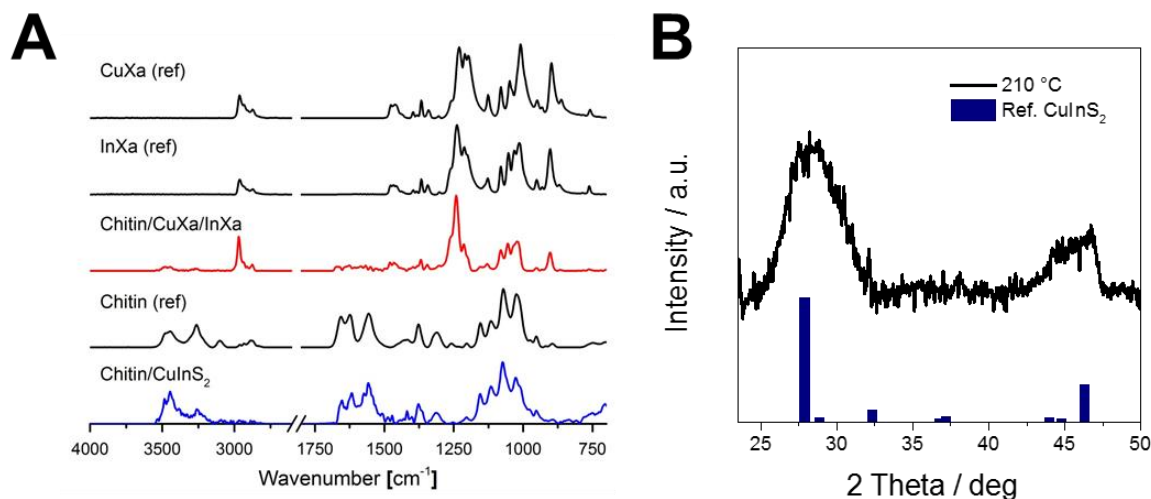 A
CuXa (ref)
InXa (ref)
Chitin/CuXa/InXa
Chitin (ref)
Chitin/CuInS₂
4000 3500 3000 1750 1500 1250 1000 750
Wavenumber [cm⁻¹]
B
210 °C
Ref. CuInS₂
Intensity / a.u.
25 30 35 40 45 50
2 Theta / deg